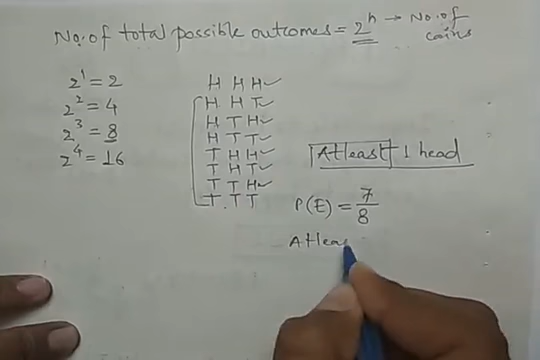 No. of total possible outcomes = 2^n → No. of coins
2^1 = 2
2^2 = 4
2^3 = 8
2^4 = 16
H H H ✓
H H T ✓
H T H ✓
H T T ✓
T H H ✓
T H T ✓
T T H ✓
T T T
Atleast 1 head
P(E) = 7/8
Atleas